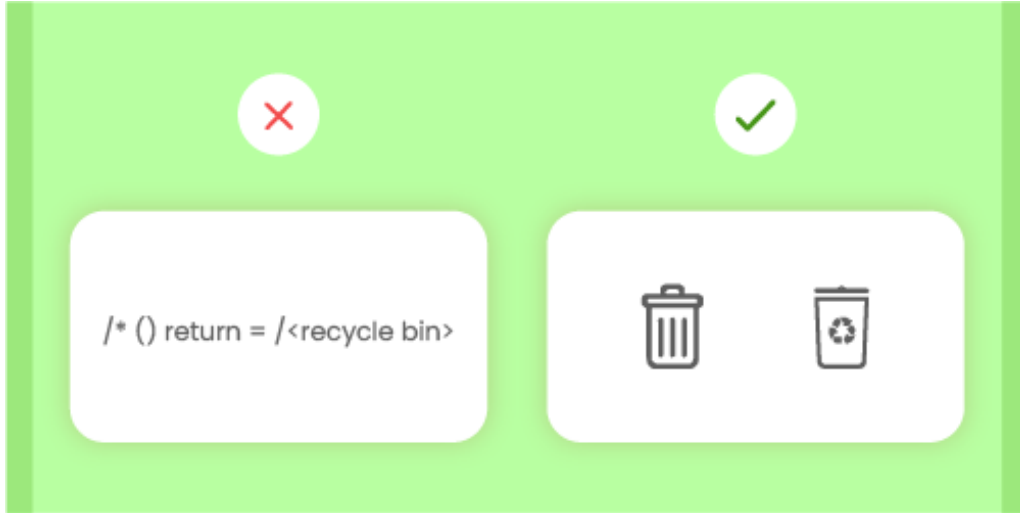 /* () return = /<recycle bin>